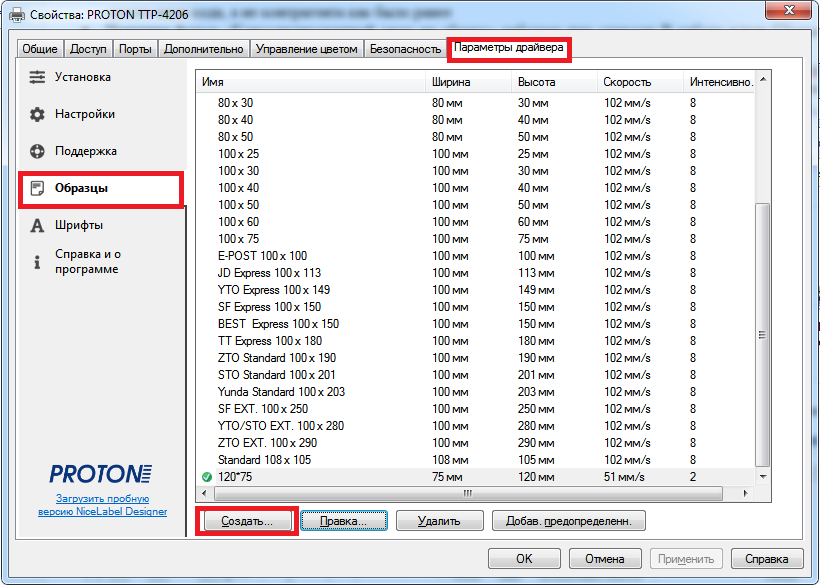 Свойства: PROTON TTP-4206
Общие Доступ Порты Дополнительно Управление цветом Безопасность Параметры драйвера
Установка
Настройки
Поддержка
Образцы
Шрифты
Справка и о
программе
PROTON
Загрузить пробную
версию NiceLabel Designer
Имя Ширина Высота Скорость Интенсивно...
80 x 30 80 мм 30 мм 102 мм/s 8
80 x 40 80 мм 40 мм 102 мм/s 8
80 x 50 80 мм 50 мм 102 мм/s 8
100 x 25 100 мм 25 мм 102 мм/s 8
100 x 30 100 мм 30 мм 102 мм/s 8
100 x 40 100 мм 40 мм 102 мм/s 8
100 x 50 100 мм 50 мм 102 мм/s 8
100 x 60 100 мм 60 мм 102 мм/s 8
100 x 75 100 мм 75 мм 102 мм/s 8
E-POST 100 x 100 100 мм 100 мм 102 мм/s 8
JD Express 100 x 113 100 мм 113 мм 102 мм/s 8
YTO Express 100 x 149 100 мм 149 мм 102 мм/s 8
SF Express 100 x 150 100 мм 150 мм 102 мм/s 8
BEST Express 100 x 150 100 мм 150 мм 102 мм/s 8
TT Express 100 x 180 100 мм 180 мм 102 мм/s 8
ZTO Standard 100 x 190 100 мм 190 мм 102 мм/s 8
STO Standard 100 x 201 100 мм 201 мм 102 мм/s 8
Yunda Standard 100 x 203 100 мм 203 мм 102 мм/s 8
SF EXT. 100 x 250 100 мм 250 мм 102 мм/s 8
YTO/STO EXT. 100 x 280 100 мм 280 мм 102 мм/s 8
ZTO EXT. 100 x 290 100 мм 290 мм 102 мм/s 8
Standard 108 x 105 108 мм 105 мм 102 мм/s 8
120*75 75 мм 120 мм 51 мм/s 2
Создать... Правка... Удалить Добав. предопределенн.
OK Отмена Применить Справка